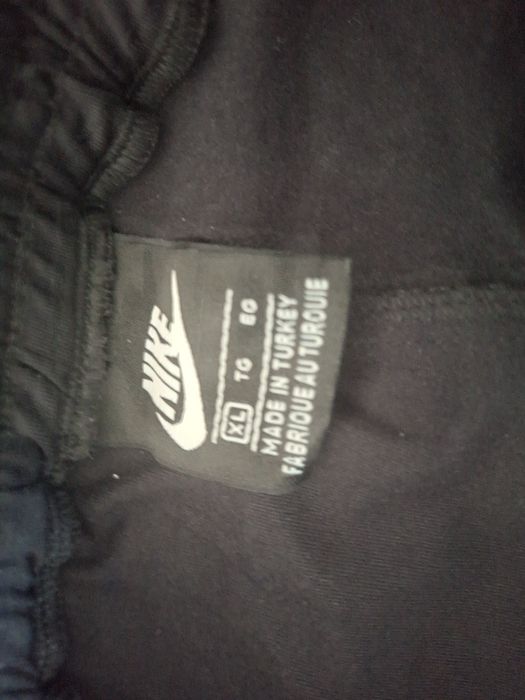 NIKE
XL TG EG
MADE IN TURKEY
FABRIQUE AU TURQUIE